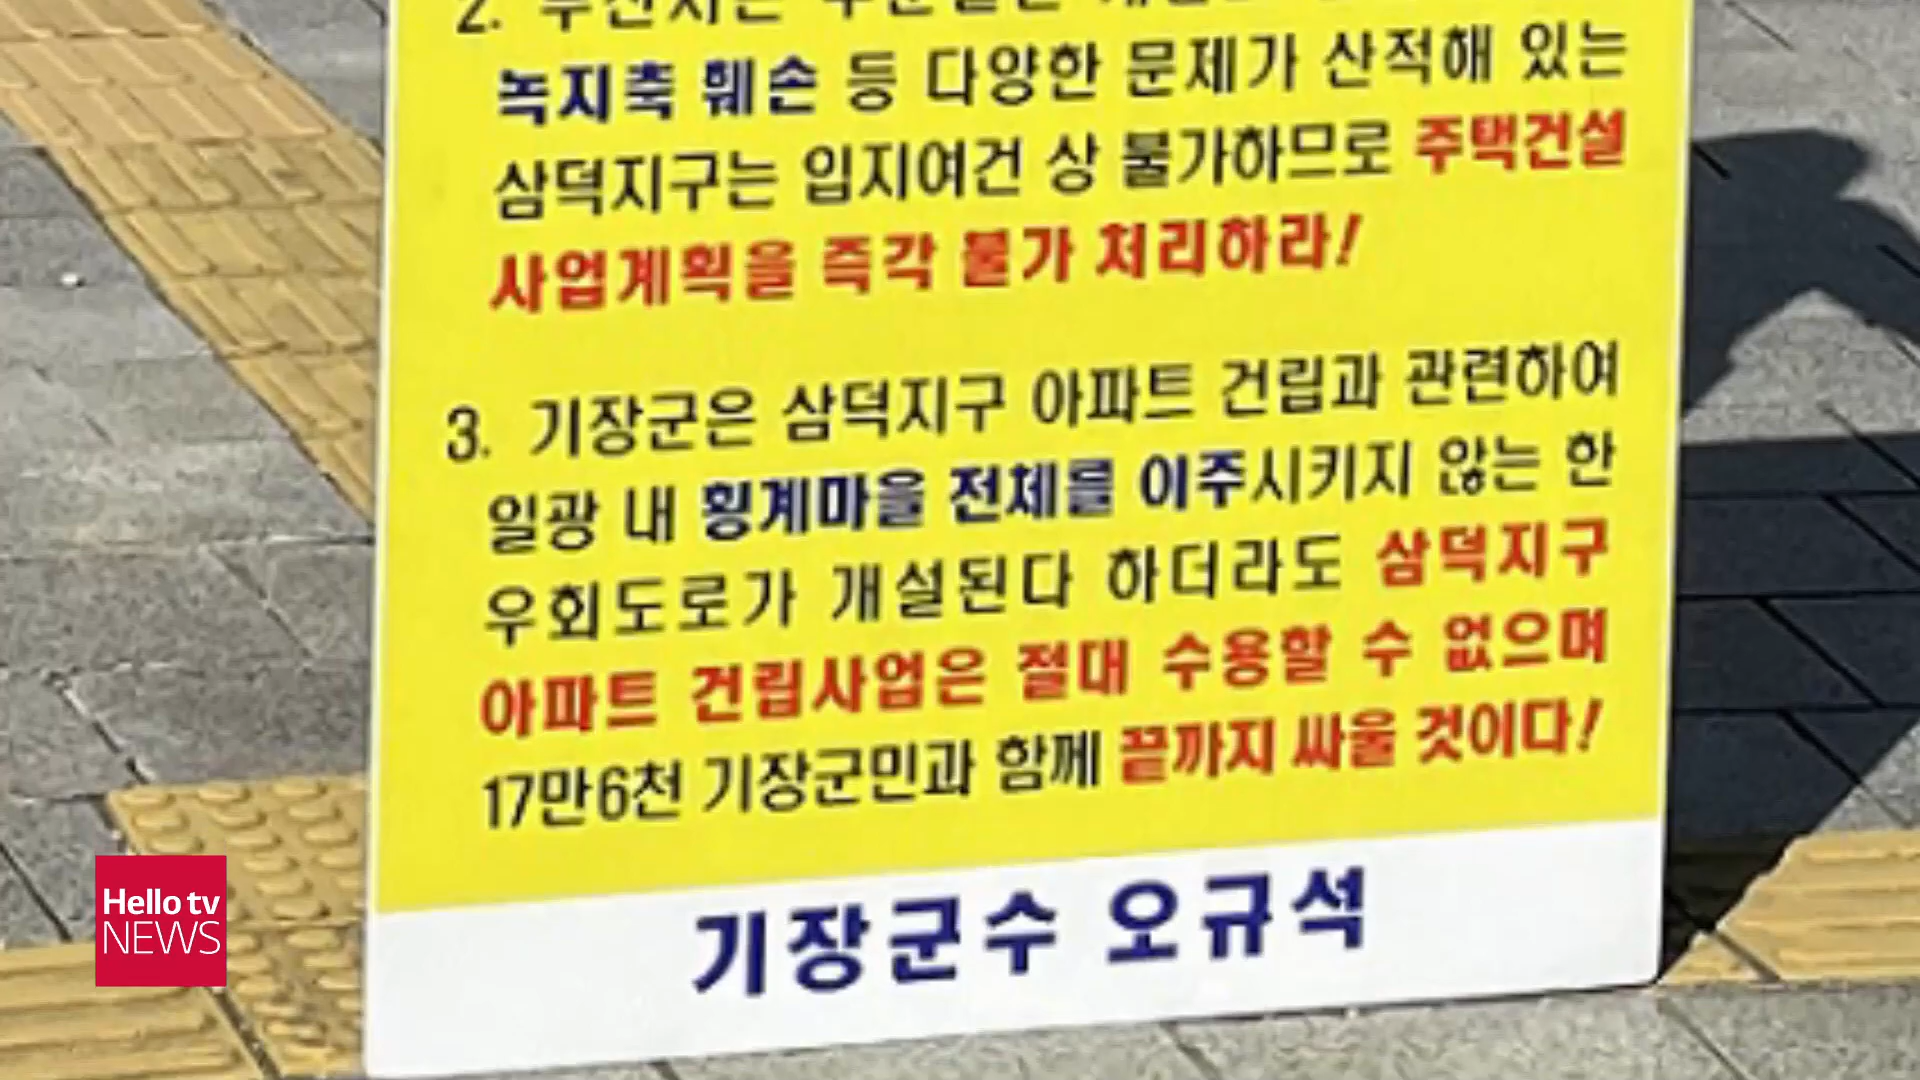 2. 부산시는
녹지축 훼손 등 다양한 문제가 산적해 있는
삼덕지구는 입지여건 상 불가하므로 주택건설
사업계획을 즉각 불가 처리하라!
3. 기장군은 삼덕지구 아파트 건립과 관련하여
일광 내 횡계마을 전체를 이주시키지 않는 한
우회도로가 개설된다 하더라도 삼덕지구
아파트 건립사업은 절대 수용할 수 없으며
17만6천 기장군민과 함께 끝까지 싸울 것이다!
기장군수 오규석
Hello tv
NEWS